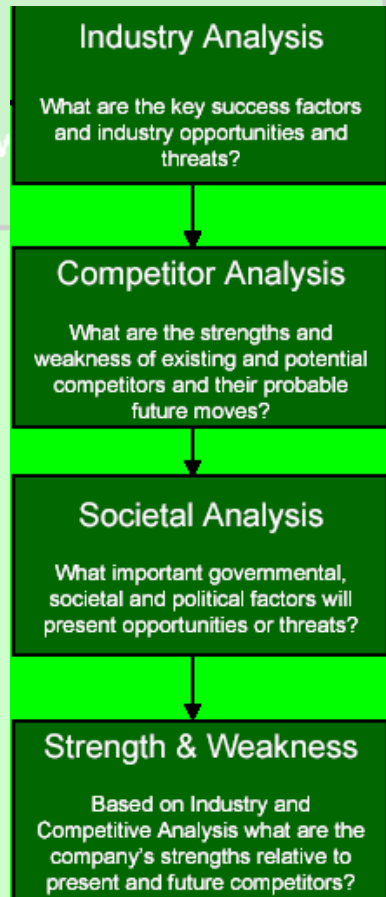 Industry Analysis
What are the key success factors
and industry opportunities and
threats?
Competitor Analysis
What are the strengths and
weakness of existing and potential
competitors and their probable
future moves?
Societal Analysis
What important governmental,
societal and political factors will
present opportunities or threats?
Strength & Weakness
Based on Industry and
Competitive Analysis what are the
company's strengths relative to
present and future competitors?